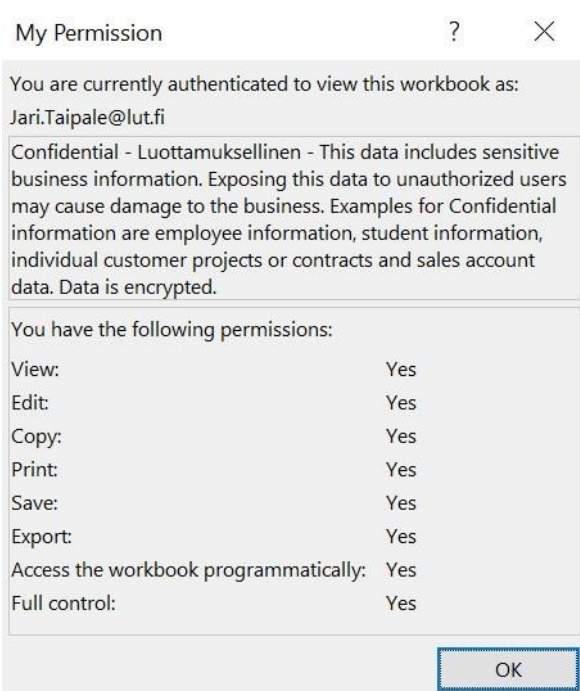 My Permission ? ×
You are currently authenticated to view this workbook as:
Jari.Taipale@lut.fi
Confidential - Luottamuksellinen - This data includes sensitive
business information. Exposing this data to unauthorized users
may cause damage to the business. Examples for Confidential
information are employee information, student information,
individual customer projects or contracts and sales account
data. Data is encrypted.
You have the following permissions:
View: Yes
Edit: Yes
Copy: Yes
Print: Yes
Save: Yes
Export: Yes
Access the workbook programmatically: Yes
Full control: Yes
OK